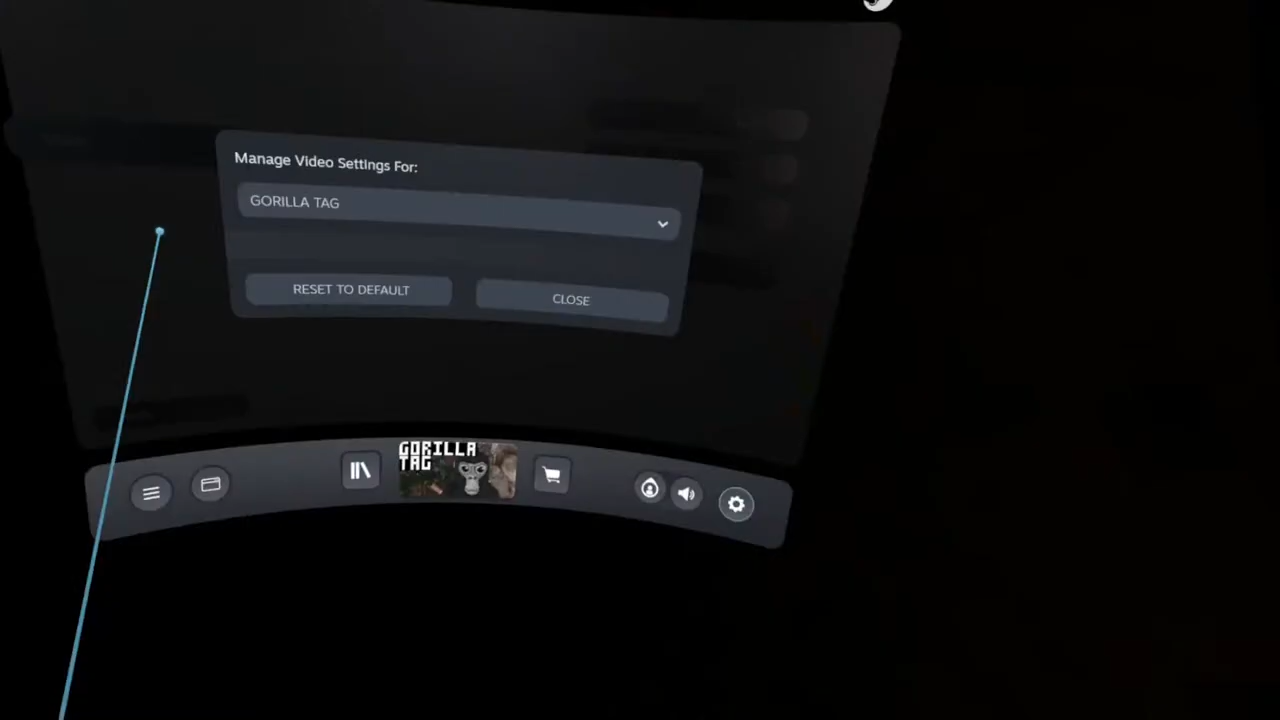 Manage Video Settings For:
GORILLA TAG
RESET TO DEFAULT
CLOSE
GORILLA
TAG